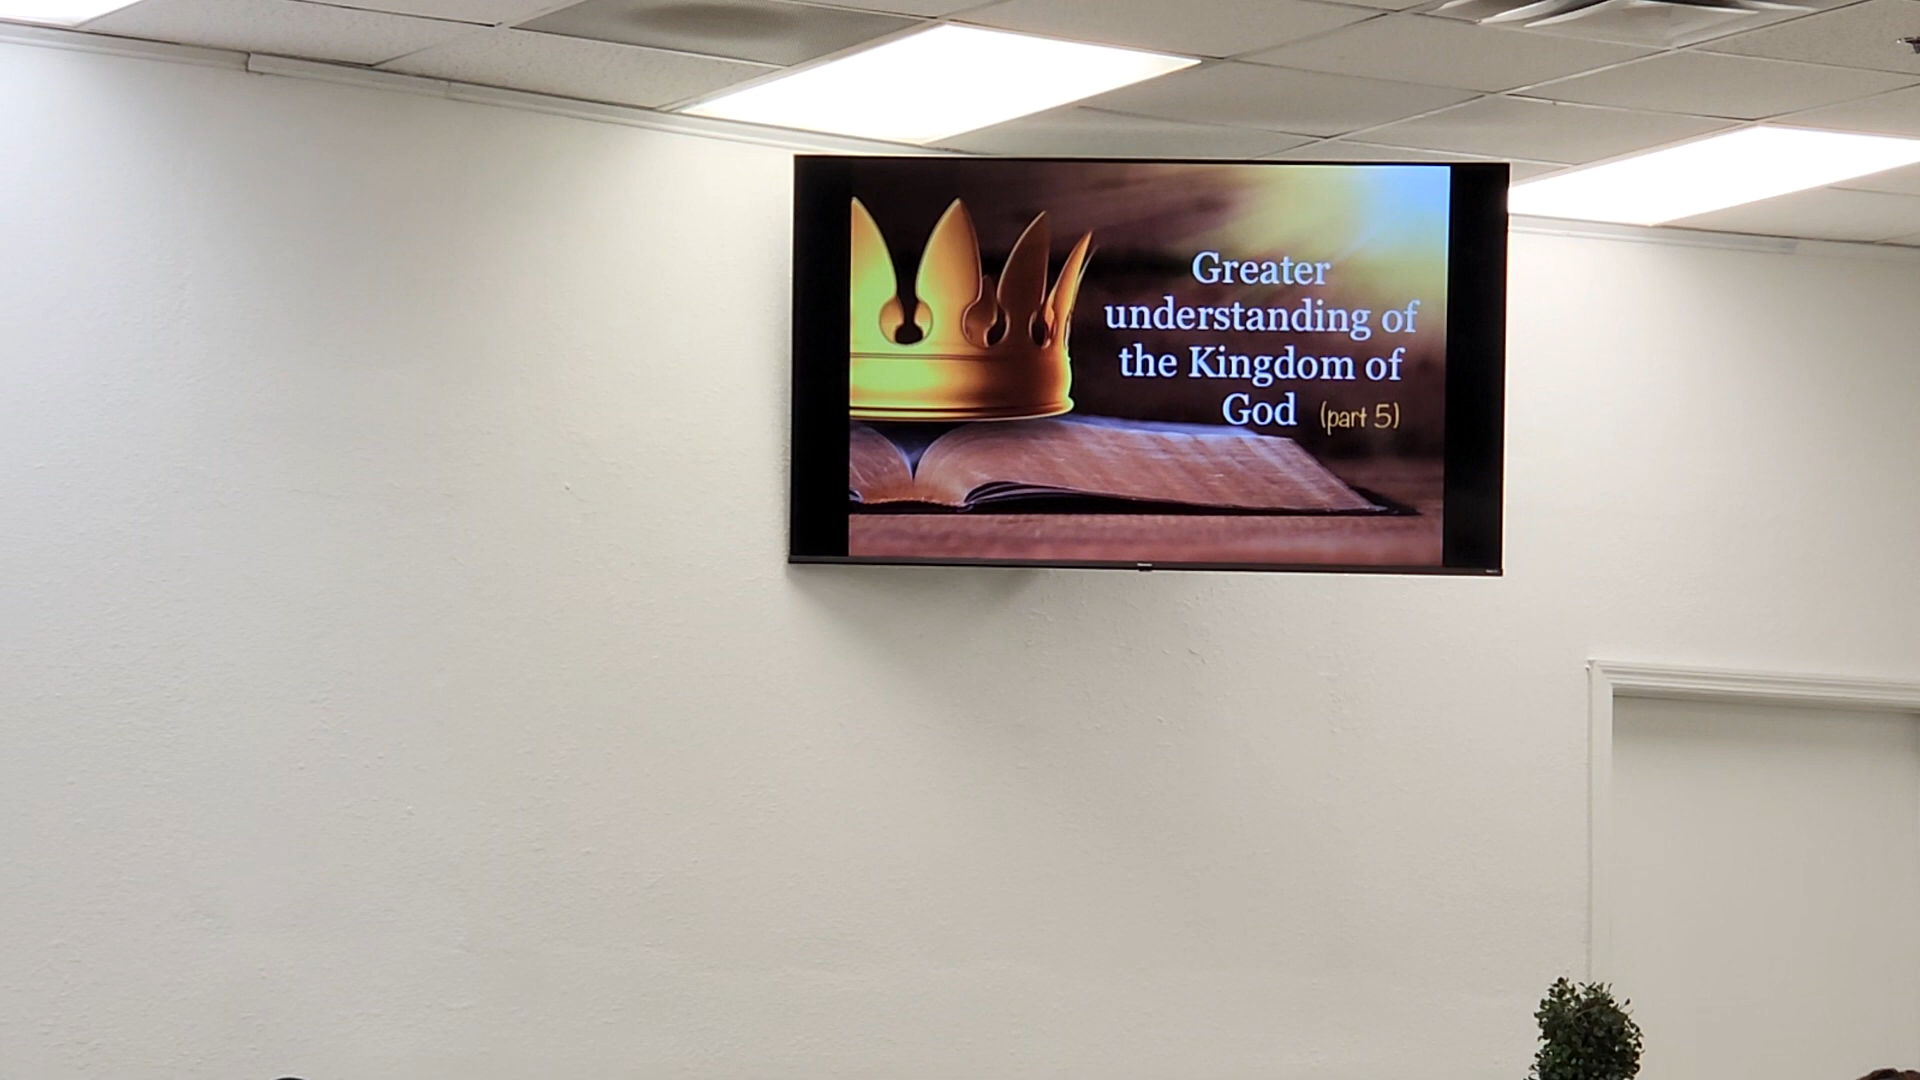 Greater
understanding of
the Kingdom of
God (part 5)